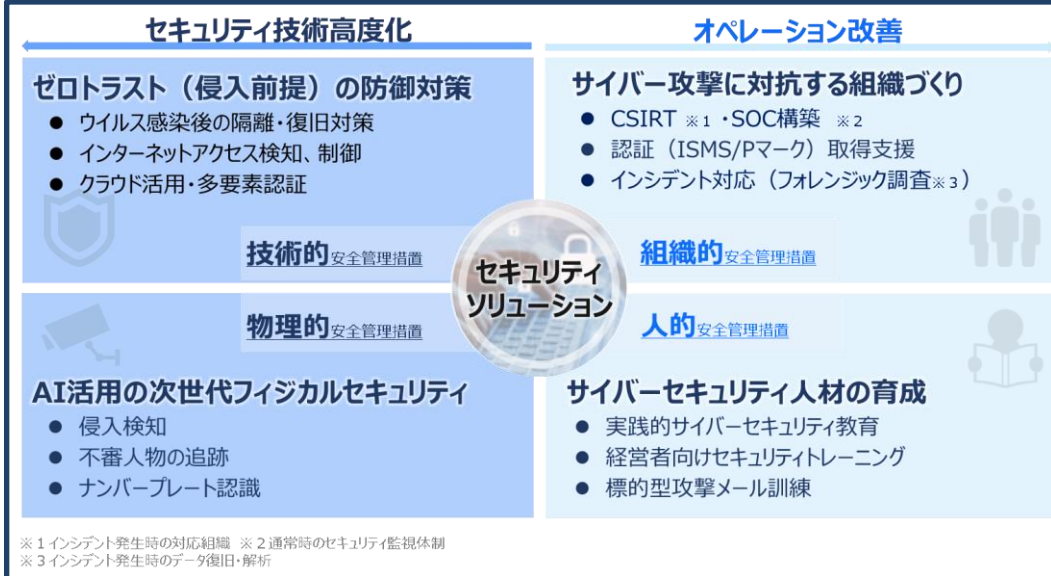 セキュリティ技術高度化
オペレーション改善
ゼロトラスト（侵入前提）の防御対策
● ウイルス感染後の隔離・復旧対策
● インターネットアクセス検知、制御
● クラウド活用・多要素認証
技術的安全管理措置
サイバー攻撃に対抗する組織づくり
● CSIRT ※1・SOC構築 ※2
● 認証（ISMS/Pマーク）取得支援
● インシデント対応（フォレンジック調査※3）
組織的安全管理措置
セキュリティ
ソリューション
物理的安全管理措置
AI活用の次世代フィジカルセキュリティ
● 侵入検知
● 不審人物の追跡
● ナンバープレート認識
人的安全管理措置
サイバーセキュリティ人材の育成
● 実践的サイバーセキュリティ教育
● 経営者向けセキュリティトレーニング
● 標的型攻撃メール訓練
※1インシデント発生時の対応組織 ※2通常時のセキュリティ監視体制
※3インシデント発生時のデータ復旧・解析